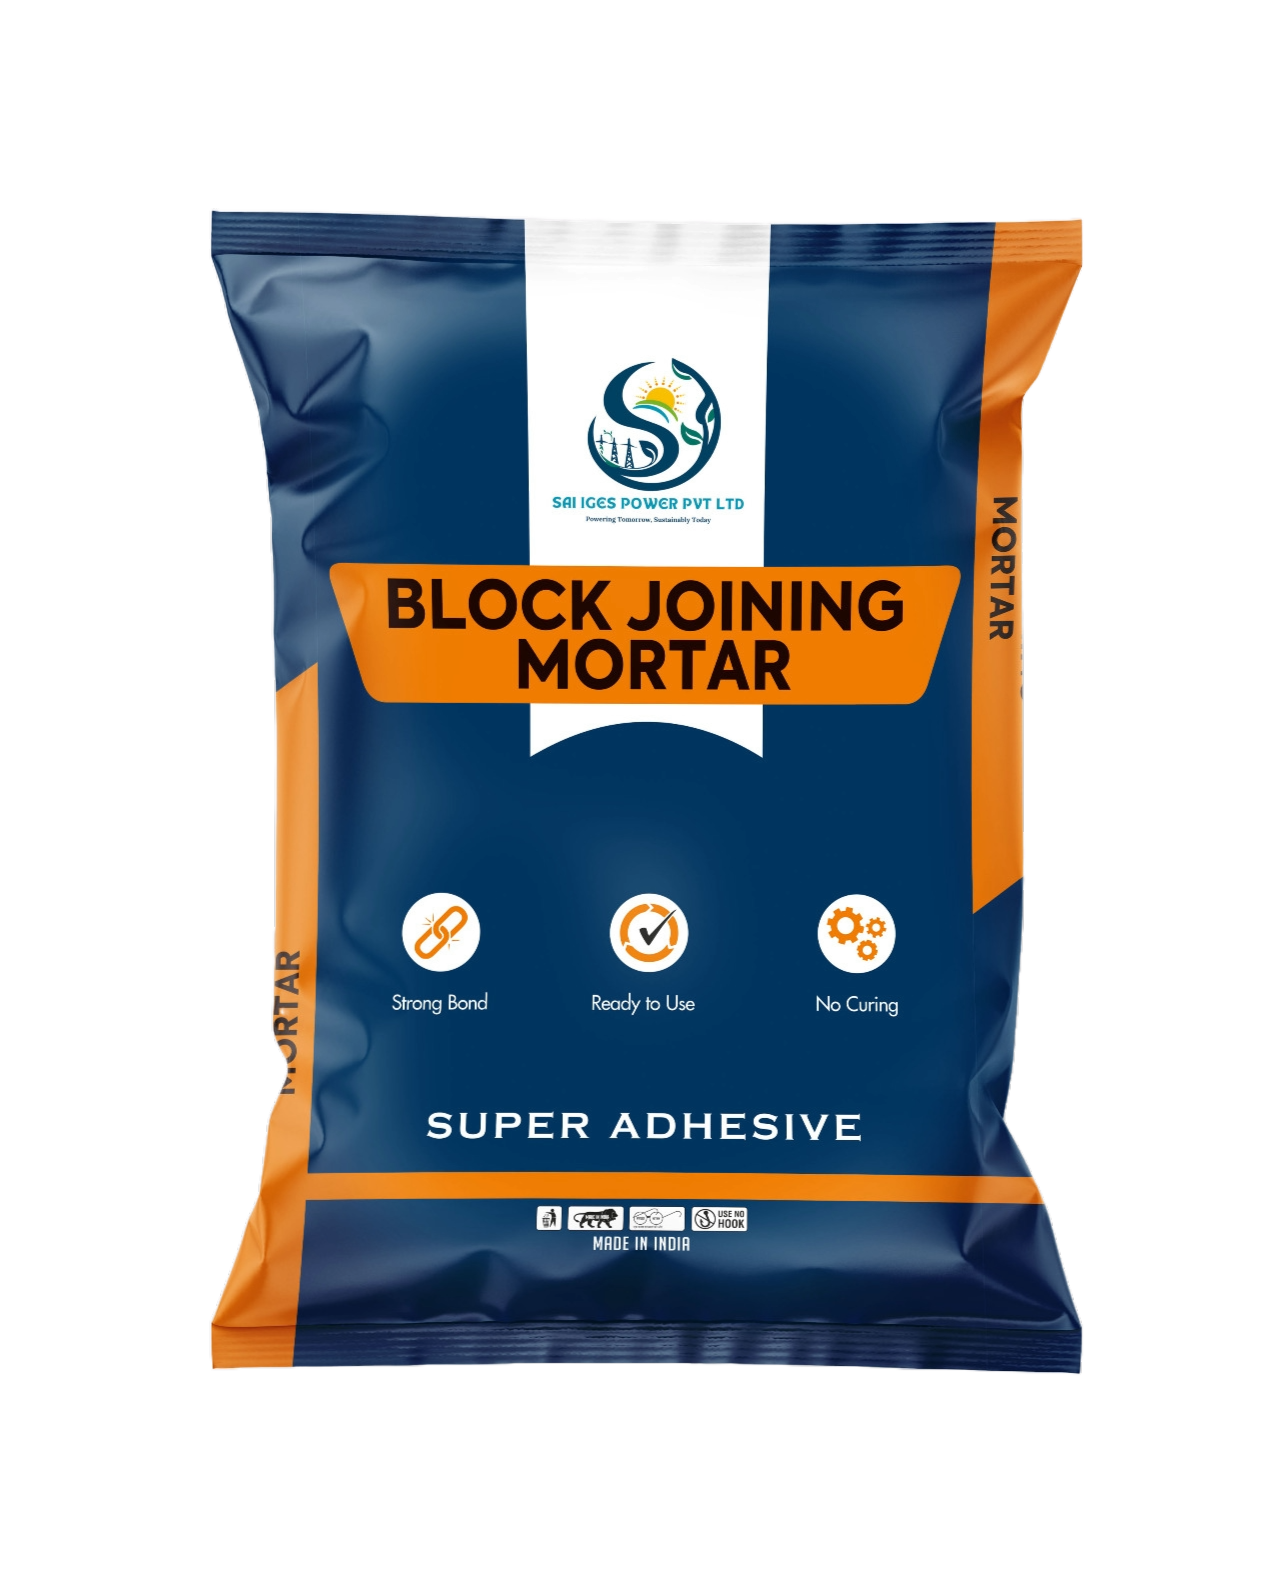 SAI IGES POWER PVT LTD
Powering Tomorrow, Sustainably Today
BLOCK JOINING
MORTAR
MORTAR
MORTAR
Strong Bond
Ready to Use
No Curing
SUPER ADHESIVE
USE NO
HOOK
MADE IN INDIA